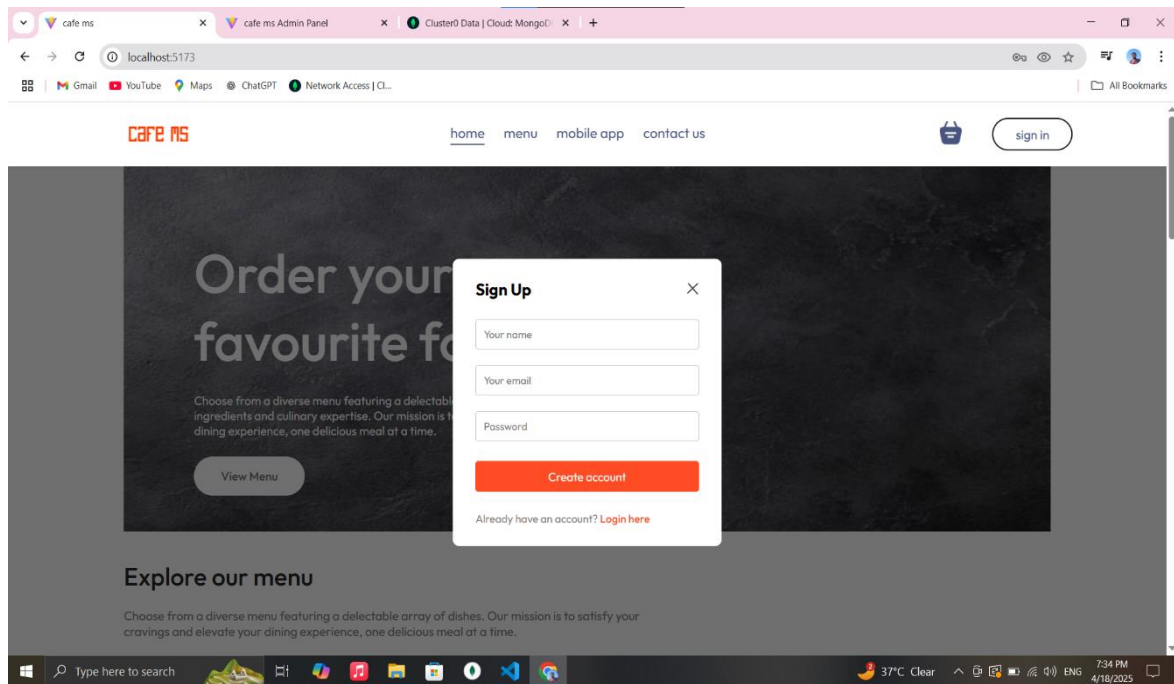 cafe ms
cafe ms Admin Panel
Cluster0 Data | Cloud: MongoD
localhost:5173
Gmail
YouTube
Maps
ChatGPT
Network Access | Cl...
All Bookmarks
cafe ms
home menu mobile app contact us
sign in
Order your
favourite fo
Choose from a diverse menu featuring a delectabl
ingredients and culinary expertise. Our mission is t
dining experience, one delicious meal at a time.
View Menu
Sign Up
Your name
Your email
Password
Create account
Already have an account? Login here
Explore our menu
Choose from a diverse menu featuring a delectable array of dishes. Our mission is to satisfy your
cravings and elevate your dining experience, one delicious meal at a time.
Type here to search
2
37°C Clear
ENG
7:34 PM
4/18/2025